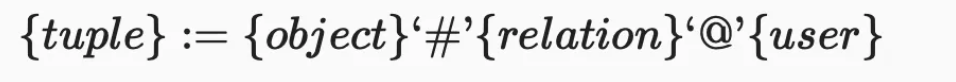 {tuple} := {object}‘#’{relation}‘@’{user}